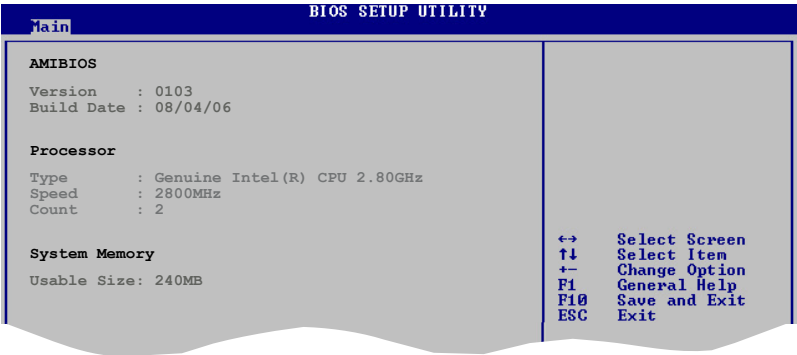 BIOS SETUP UTILITY
Main
AMIBIOS
Version : 0103
Build Date : 08/04/06
Processor
Type : Genuine Intel(R) CPU 2.80GHz
Speed : 2800MHz
Count : 2
System Memory
Usable Size: 240MB
←→ Select Screen
↑↓ Select Item
+- Change Option
F1 General Help
F10 Save and Exit
ESC Exit